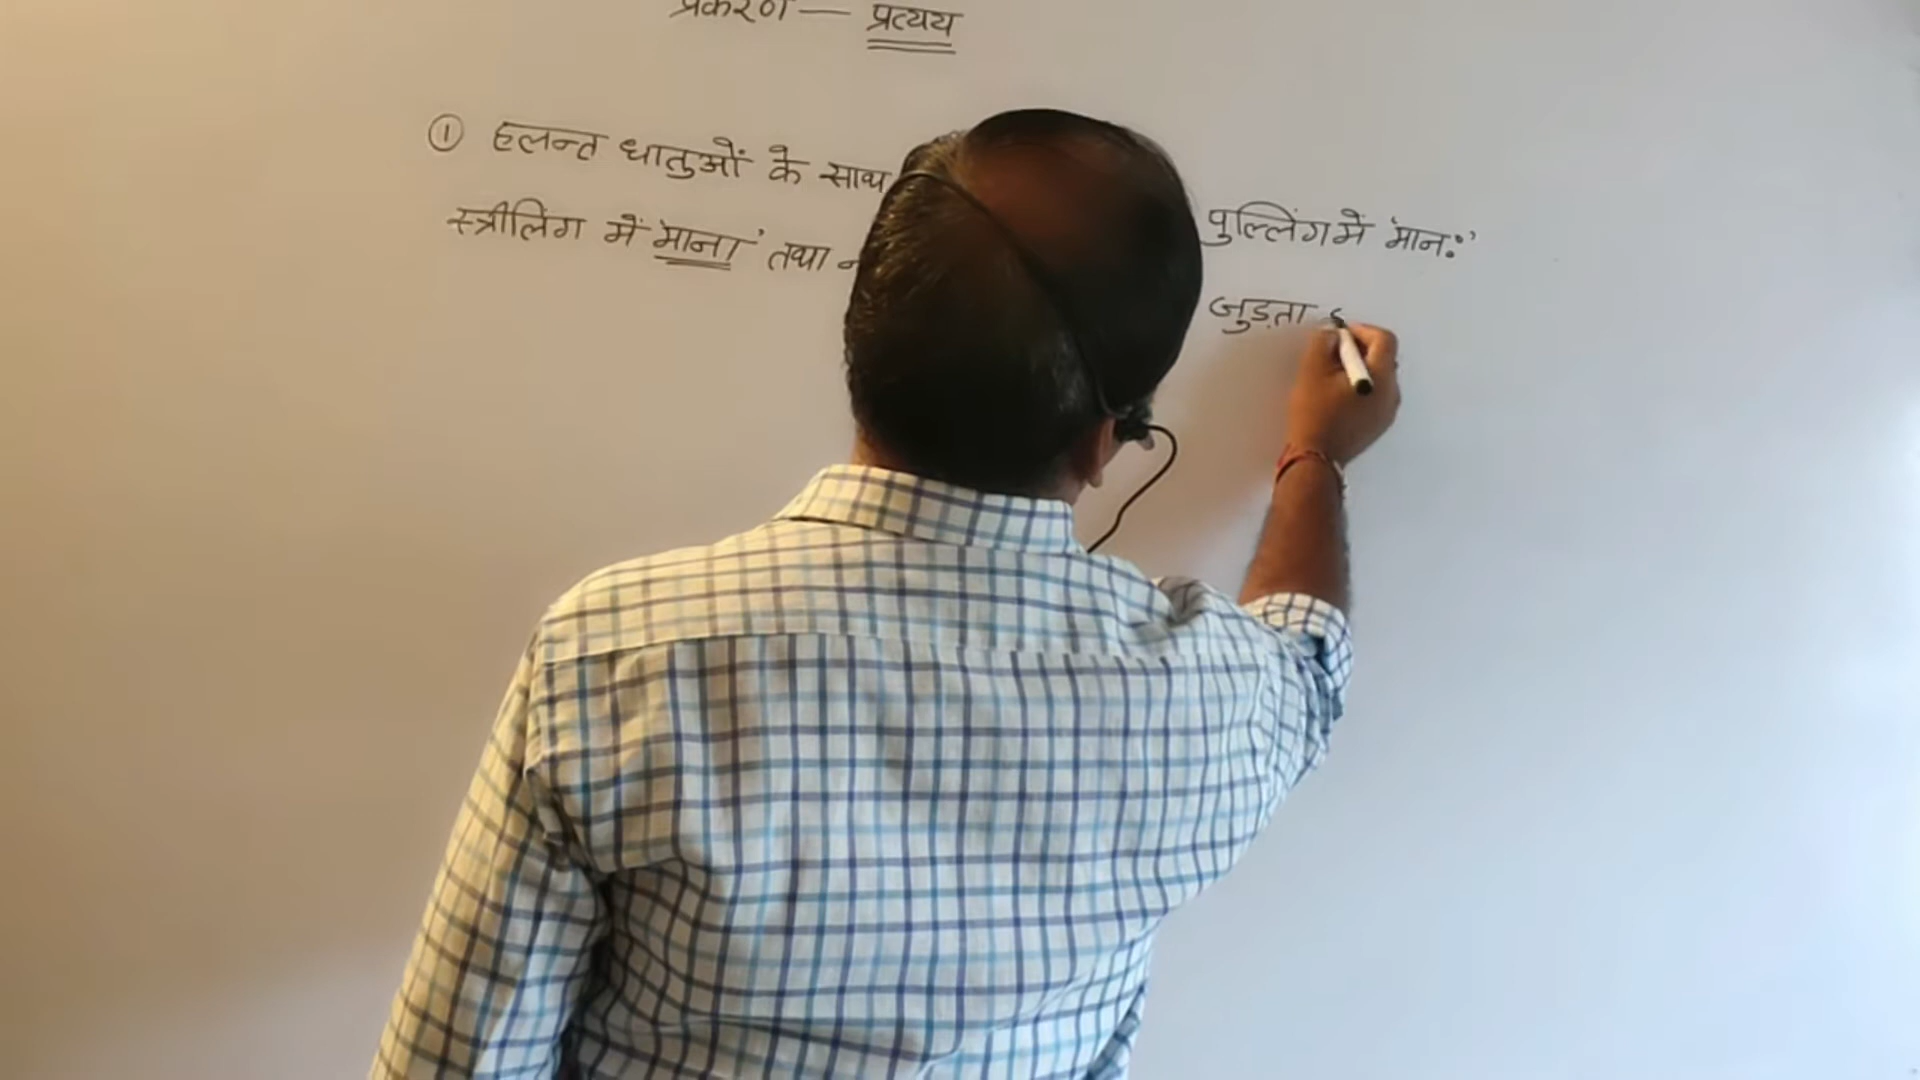 प्रकरण — प्रत्यय
① हलन्त धातुओं के साथ पुल्लिंग में 'मानः'
स्त्रीलिंग में 'माना' तथा जुड़ता